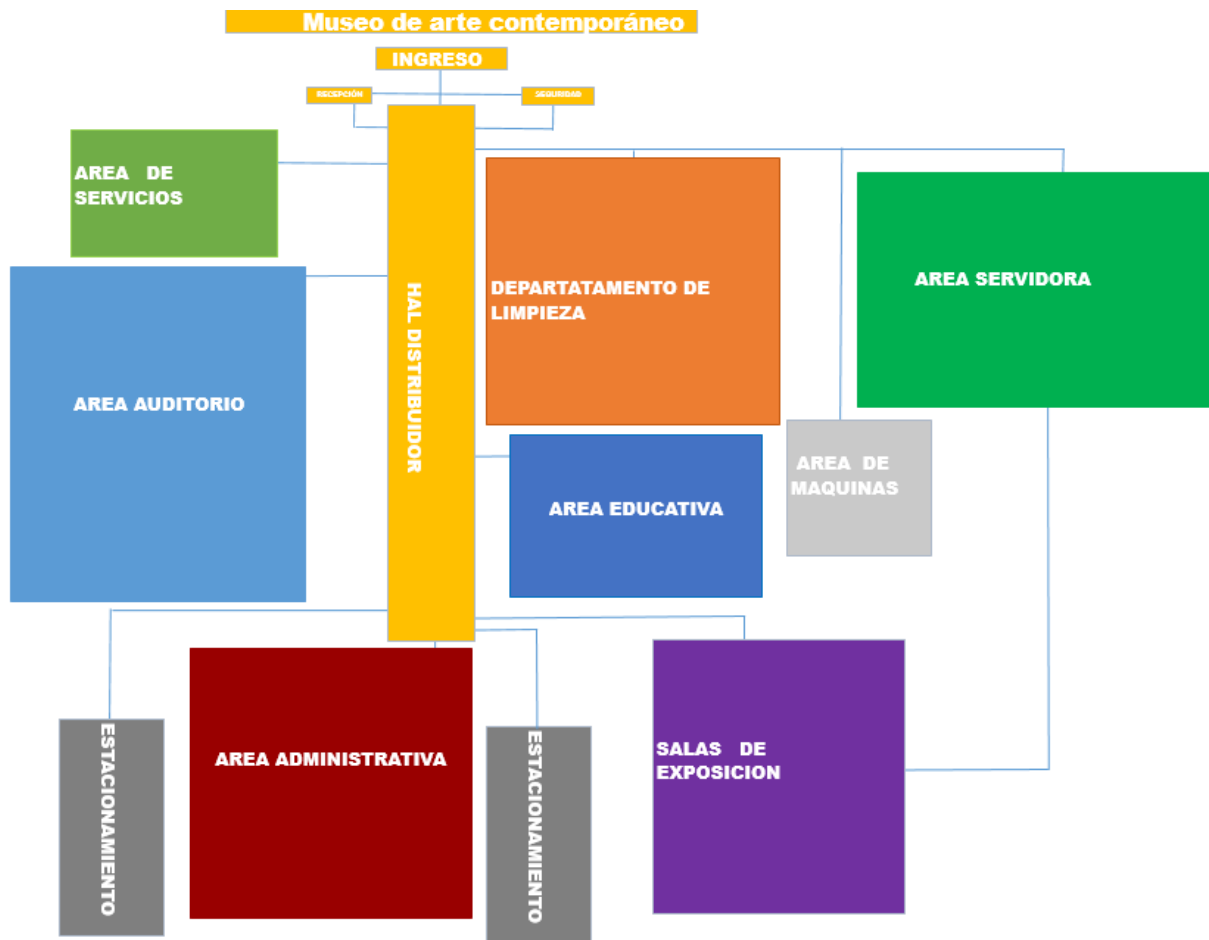 Museo de arte contemporáneo
INGRESO
RECEPCIÓN
SEGURIDAD
AREA DE
SERVICIOS
DEPARTATAMENTO DE
LIMPIEZA
AREA SERVIDORA
HAL DISTRIBUIDOR
AREA AUDITORIO
AREA EDUCATIVA
AREA DE
MAQUINAS
ESTACIONAMIENTO
AREA ADMINISTRATIVA
ESTACIONAMIENTO
SALAS DE
EXPOSICION